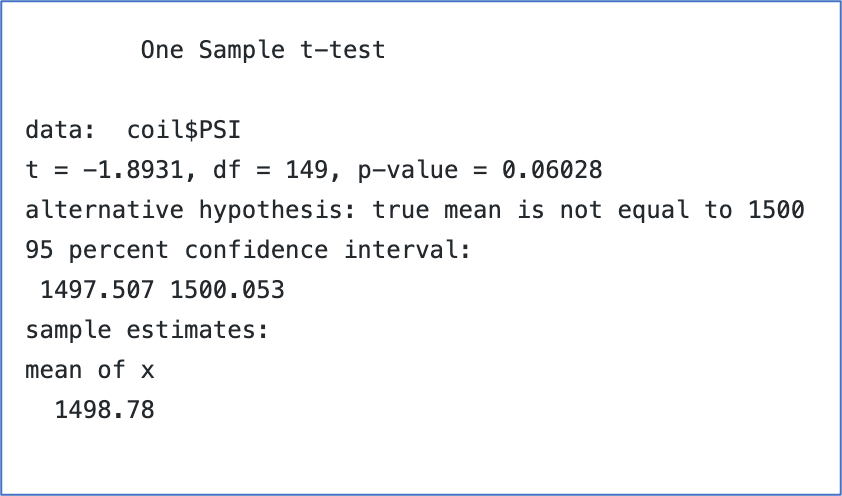 One Sample t-test
data: coil$PSI
t = -1.8931, df = 149, p-value = 0.06028
alternative hypothesis: true mean is not equal to 1500
95 percent confidence interval:
1497.507 1500.053
sample estimates:
mean of x
1498.78